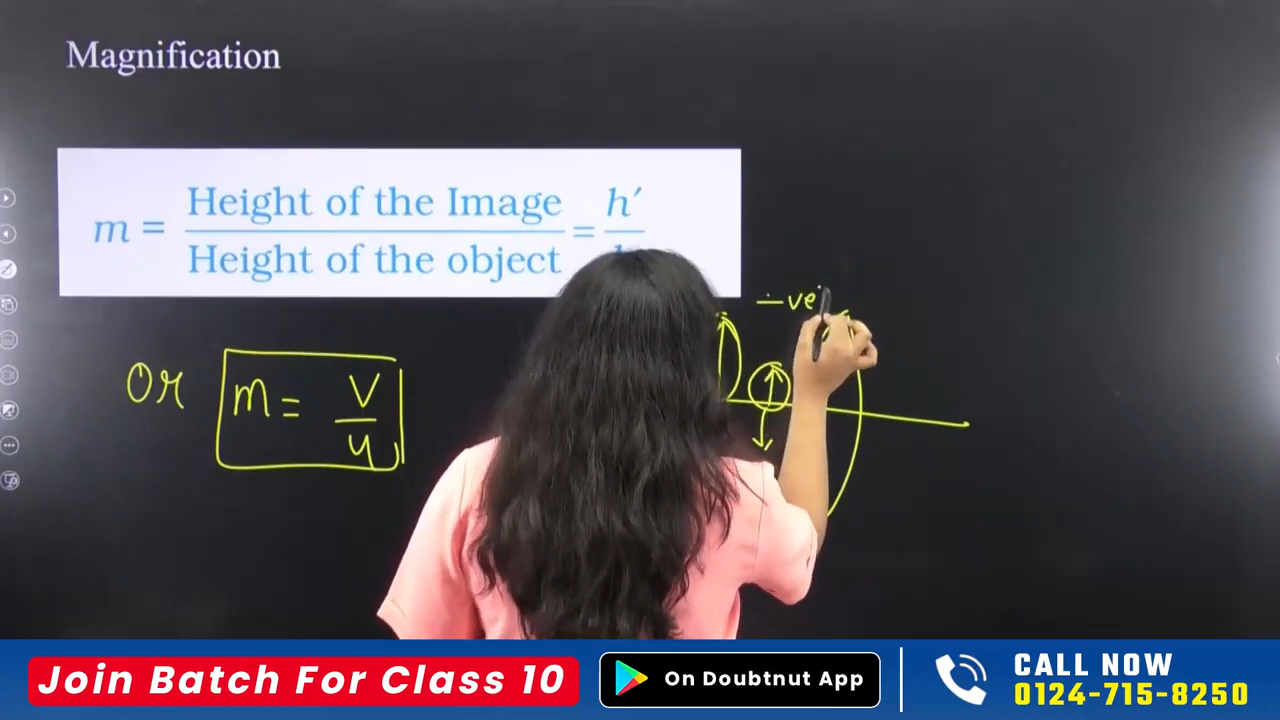 Magnification
m = Height of the Image / Height of the object = h′
or m = v / u
-ve
Join Batch For Class 10
On Doubtnut App
CALL NOW
0124-715-8250